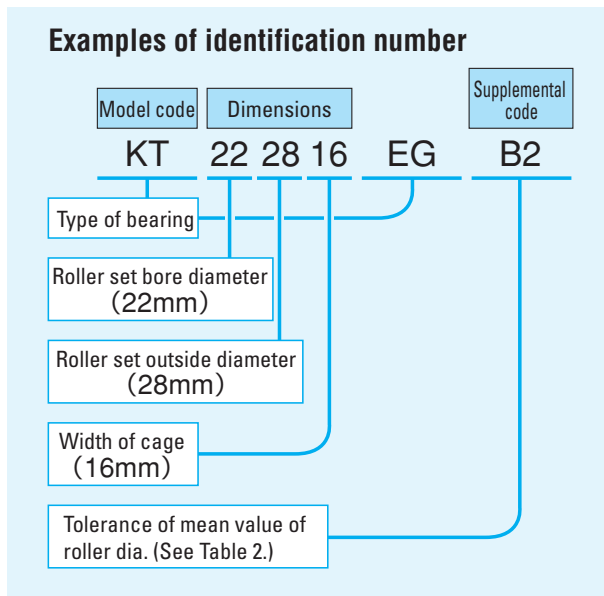 Examples of identification number
Model code
Dimensions
Supplemental
code
KT 22 28 16 EG B2
Type of bearing
Roller set bore diameter
（22mm）
Roller set outside diameter
（28mm）
Width of cage
（16mm）
Tolerance of mean value of
roller dia. (See Table 2.)